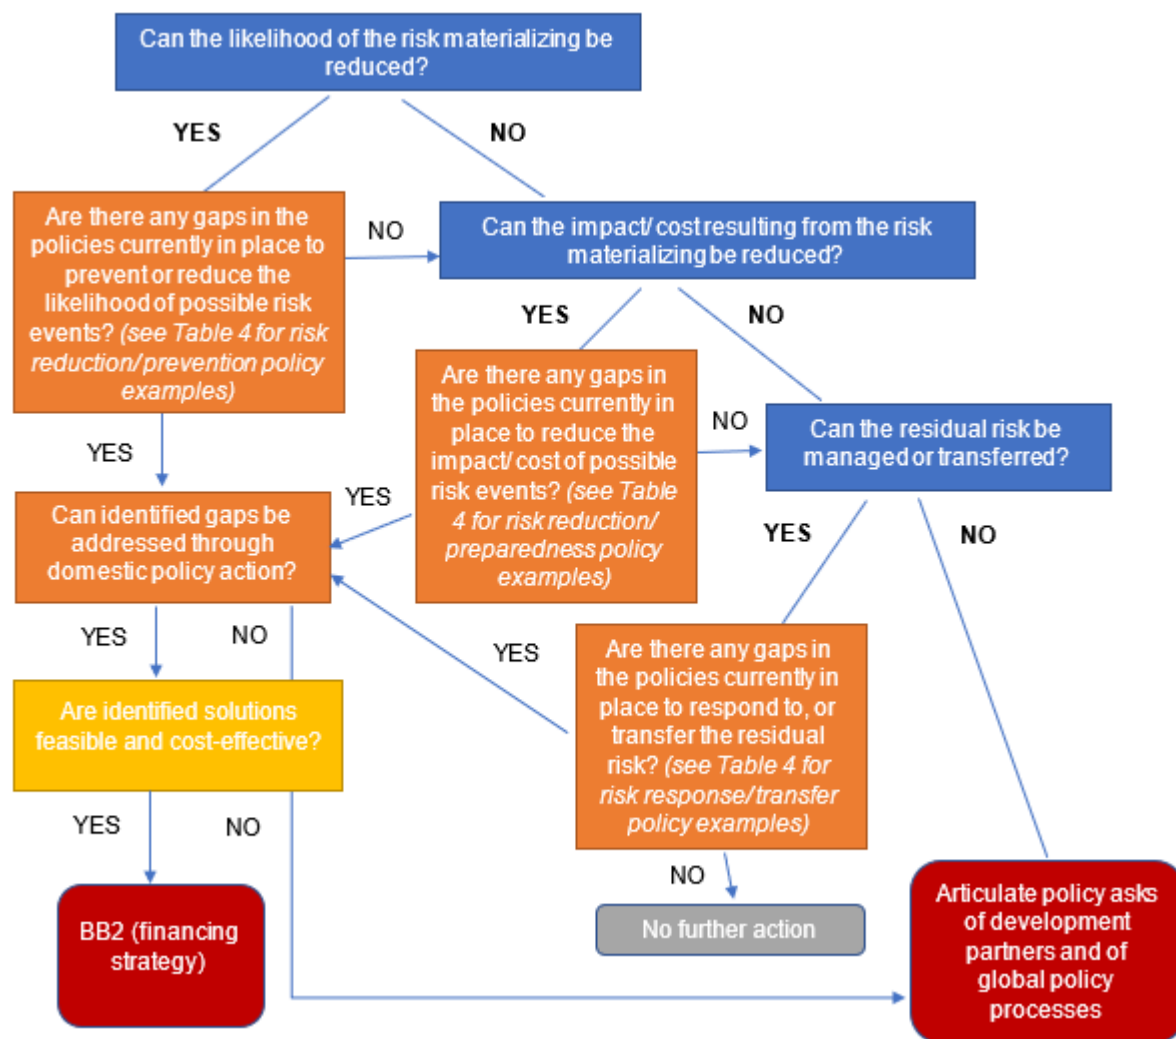 Can the likelihood of the risk materializing be
reduced?
YES
NO
Are there any gaps in the
policies currently in place to
prevent or reduce the
likelihood of possible risk
events? (see Table 4 for risk
reduction/prevention policy
examples)
NO
Can the impact/cost resulting from the risk
materializing be reduced?
YES
NO
Are there any gaps in
the policies currently in
place to reduce the
impact/cost of possible
risk events? (see Table
4 for risk reduction/
preparedness policy
examples)
NO
Can the residual risk be
managed or transferred?
YES
YES
Can identified gaps be
addressed through
domestic policy action?
YES
NO
YES
NO
YES
Are there any gaps in
the policies currently in
place to respond to, or
transfer the residual
risk? (see Table 4 for
risk response/transfer
policy examples)
Are identified solutions
feasible and cost-effective?
YES
NO
NO
BB2 (financing
strategy)
No further action
Articulate policy asks
of development
partners and of
global policy
processes